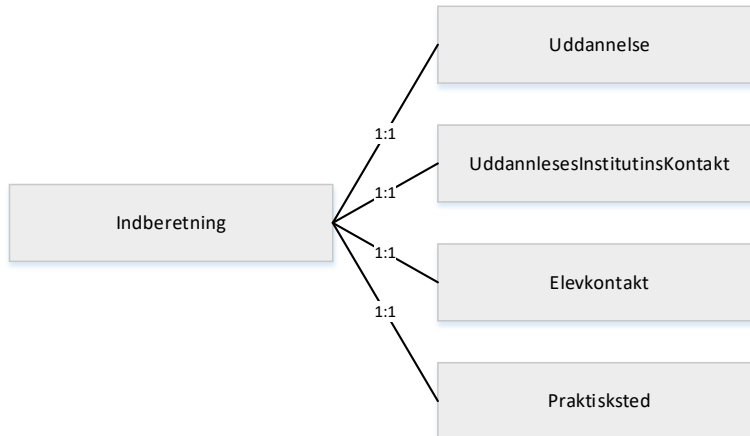 Uddannelse
1:1
UddannlesesInstitutinsKontakt
1:1
Indberetning
1:1
Elevkontakt
1:1
Praktisksted